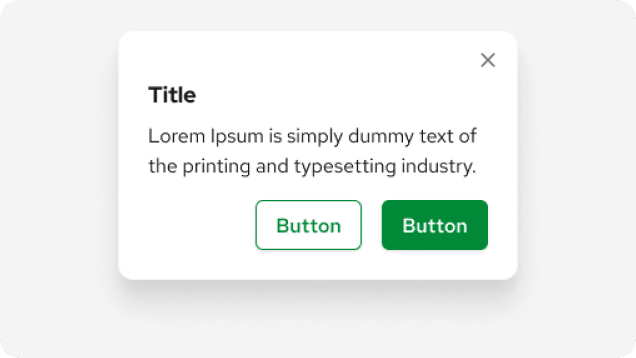 Title
Lorem Ipsum is simply dummy text of
the printing and typesetting industry.
Button Button